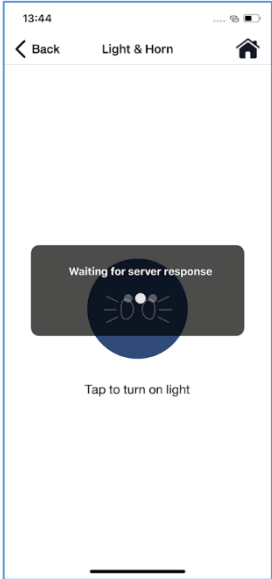 13:44
Back
Light & Horn
Waiting for server response
Tap to turn on light